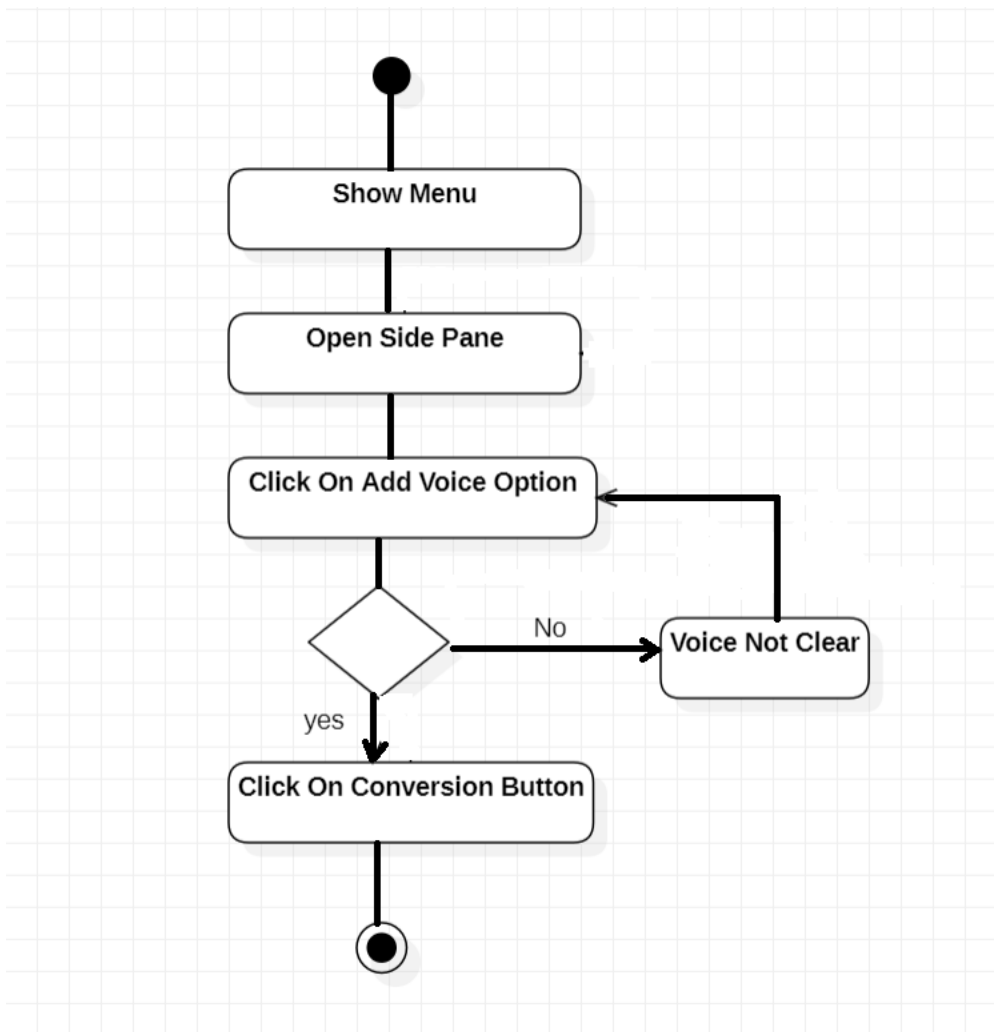 Show Menu
Open Side Pane
Click On Add Voice Option
No
Voice Not Clear
yes
Click On Conversion Button